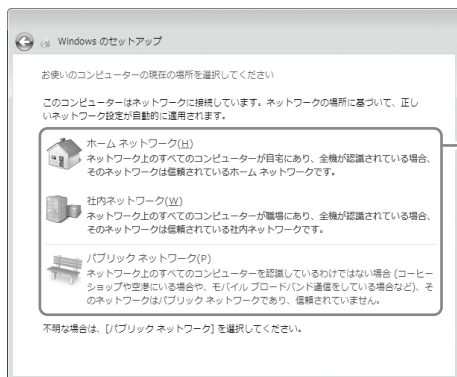 Windows のセットアップ
お使いのコンピューターの現在の場所を選択してください
このコンピューターはネットワークに接続しています。ネットワークの場所に基づいて、正し
いネットワーク設定が自動的に適用されます。
ホーム ネットワーク(H)
ネットワーク上のすべてのコンピューターが自宅にあり、全機が認識されている場合、
そのネットワークは信頼されているホーム ネットワークです。
社内ネットワーク(W)
ネットワーク上のすべてのコンピューターが職場にあり、全機が認識されている場合、
そのネットワークは信頼されている社内ネットワークです。
パブリック ネットワーク(P)
ネットワーク上のすべてのコンピューターを認識しているわけではない場合 (コーヒー
ショップや空港にいる場合や、モバイル ブロードバンド通信をしている場合など)、そ
のネットワークはパブリック ネットワークであり、信頼されていません。
不明な場合は、[パブリック ネットワーク] を選択してください。